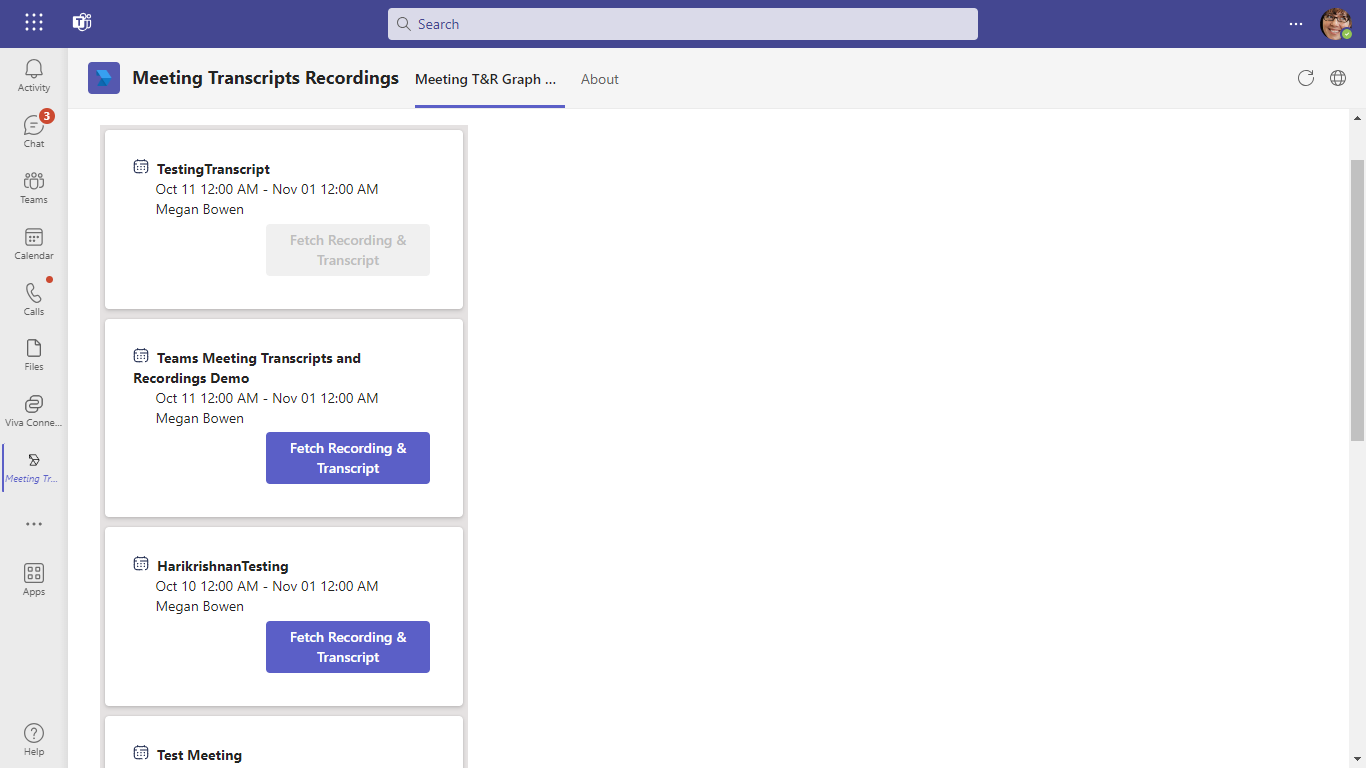 Search
Activity
3
Chat
Teams
Calendar
Calls
Files
Viva Conne...
Meeting Tr...
Apps
Help
Meeting Transcripts Recordings
Meeting T&R Graph ...
About
TestingTranscript
Oct 11 12:00 AM - Nov 01 12:00 AM
Megan Bowen
Fetch Recording &
Transcript
Teams Meeting Transcripts and
Recordings Demo
Oct 11 12:00 AM - Nov 01 12:00 AM
Megan Bowen
Fetch Recording &
Transcript
HarikrishnanTesting
Oct 10 12:00 AM - Nov 01 12:00 AM
Megan Bowen
Fetch Recording &
Transcript
Test Meeting